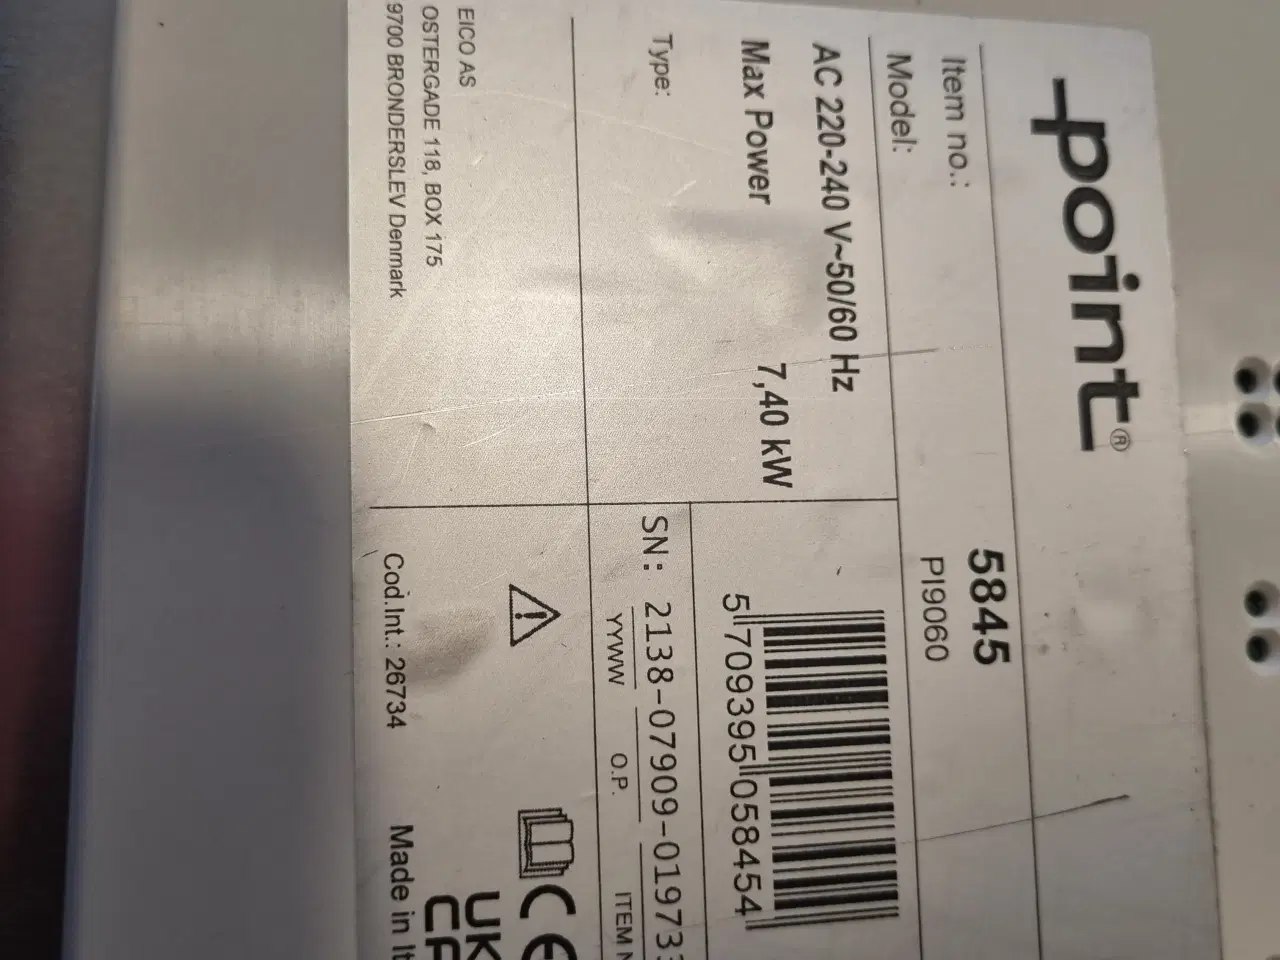 point®
Item no.: 5845
Model: PI9060
AC 220-240 V~50/60 Hz
Max Power 7,40 kW
5 709395 058454
Type:
SN: 2138-07909-01973
YYWW O.P. ITEM
EICO AS
OSTERGADE 118, BOX 175
9700 BRONDERSLEV Denmark
CE
UK
CA
Cod.Int.: 26734
Made in